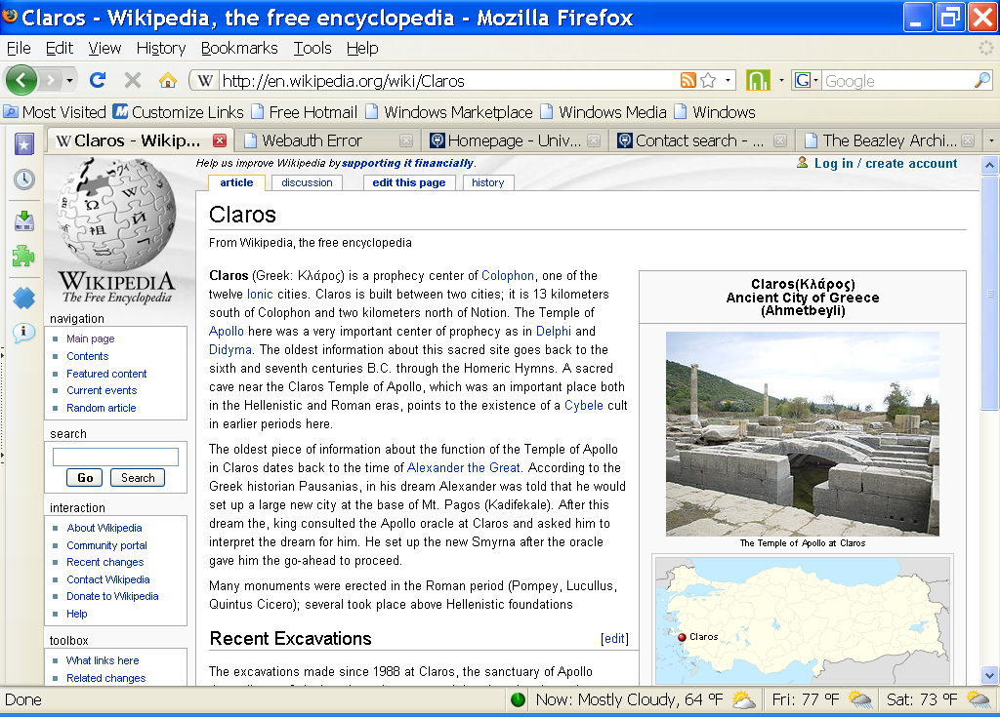 Claros - Wikipedia, the free encyclopedia - Mozilla Firefox
File Edit View History Bookmarks Tools Help
W http://en.wikipedia.org/wiki/Claros
G Google
Most Visited Customize Links Free Hotmail Windows Marketplace Windows Media Windows
W Claros - Wikip... Webauth Error Homepage - Univ... Contact search - ... The Beazley Archi...
Help us improve Wikipedia by supporting it financially.
Log in / create account
article discussion edit this page history
WIKIPEDIA
The Free Encyclopedia
navigation
Main page
Contents
Featured content
Current events
Random article
search
Go Search
interaction
About Wikipedia
Community portal
Recent changes
Contact Wikipedia
Donate to Wikipedia
Help
toolbox
What links here
Related changes
Claros
From Wikipedia, the free encyclopedia
Claros (Greek: Κλάρος) is a prophecy center of Colophon, one of the
twelve Ionic cities. Claros is built between two cities; it is 13 kilometers
south of Colophon and two kilometers north of Notion. The Temple of
Apollo here was a very important center of prophecy as in Delphi and
Didyma. The oldest information about this sacred site goes back to the
sixth and seventh centuries B.C. through the Homeric Hymns. A sacred
cave near the Claros Temple of Apollo, which was an important place both
in the Hellenistic and Roman eras, points to the existence of a Cybele cult
in earlier periods here.
The oldest piece of information about the function of the Temple of Apollo
in Claros dates back to the time of Alexander the Great. According to the
Greek historian Pausanias, in his dream Alexander was told that he would
set up a large new city at the base of Mt. Pagos (Kadifekale). After this
dream the, king consulted the Apollo oracle at Claros and asked him to
interpret the dream for him. He set up the new Smyrna after the oracle
gave him the go-ahead to proceed.
Many monuments were erected in the Roman period (Pompey, Lucullus,
Quintus Cicero); several took place above Hellenistic foundations
Recent Excavations [edit]
The excavations made since 1988 at Claros, the sanctuary of Apollo
Claros(Κλάρος)
Ancient City of Greece
(Ahmetbeyli)
The Temple of Apollo at Claros
Claros
Done
Now: Mostly Cloudy, 64 ºF Fri: 77 ºF Sat: 73 ºF